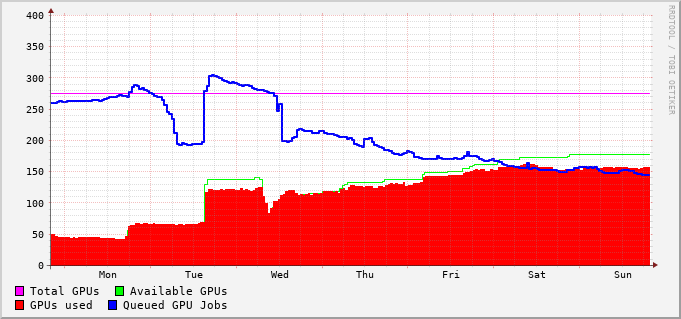 400
350
300
250
200
150
100
50
0
Mon Tue Wed Thu Fri Sat Sun
RRDTOOL / TOBI OETIKER
Total GPUs Available GPUs
GPUs used Queued GPU Jobs